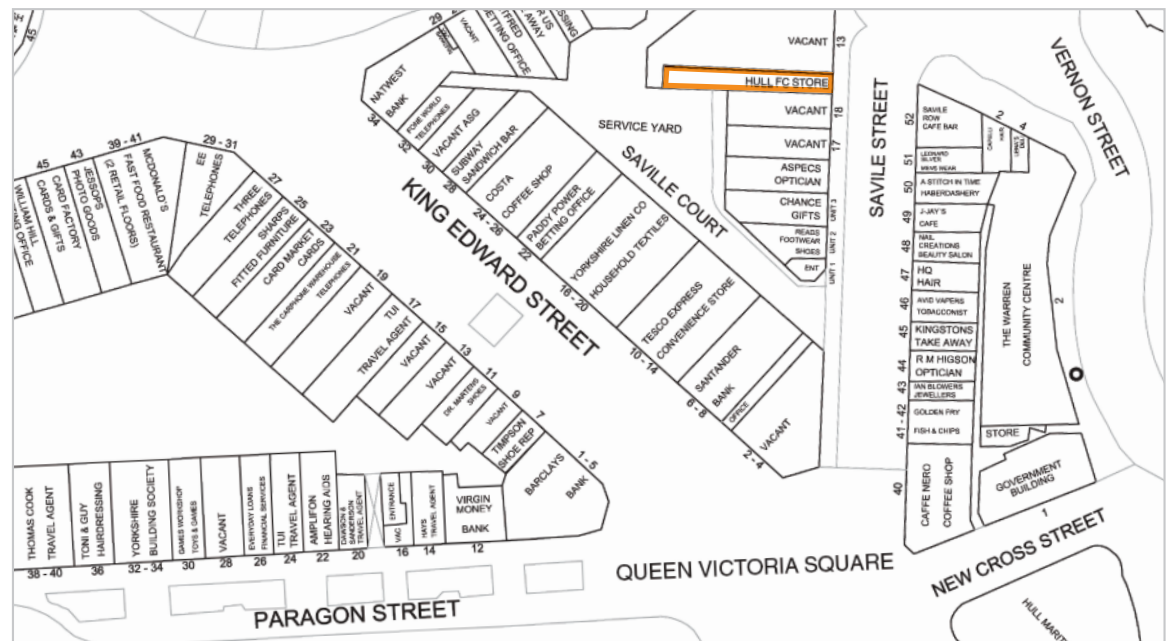 45
29
VACANT
BETTING OFFICE
NATWEST
BANK
34
FONE WORLD
TELEPHONES
32
VACANT ASG
30
SUBWAY
SANDWICH BAR
28
COSTA
COFFEE SHOP
24 - 26
PADDY POWER
BETTING OFFICE
22
YORKSHIRE LINEN CO
HOUSEHOLD TEXTILES
16 - 20
TESCO EXPRESS
CONVENIENCE STORE
10 - 14
SANTANDER
BANK
6 - 8
OFFICE
VACANT
2 - 4
KING EDWARD STREET
SAVILLE COURT
SERVICE YARD
VACANT
13
HULL FC STORE
VACANT
18
VACANT
17
ASPECS
OPTICIAN
CHANCE
GIFTS
UNIT 3
READS
FOOTWEAR
SHOES
UNIT 2
ENT
UNIT 1
SAVILE STREET
VERNON STREET
52
SAVILE
ROW
CAFE BAR
2
HAIR
4
51
LEONARD
SILVER
MENS WEAR
50
A STITCH IN TIME
HABERDASHERY
49
J-JAY'S
CAFE
48
NAIL
CREATIONS
BEAUTY SALON
47
HQ
HAIR
46
AVID VAPERS
TOBACCONIST
45
KINGSTONS
TAKE AWAY
44
R M HIGSON
OPTICIAN
43
IAN BLOWERS
JEWELLERS
41 - 42
GOLDEN FRY
FISH & CHIPS
40
CAFFE NERO
COFFEE SHOP
THE WARREN
COMMUNITY CENTRE
2
STORE
GOVERNMENT
BUILDING
1
NEW CROSS STREET
HULL MARIT
QUEEN VICTORIA SQUARE
WILLIAM HILL
45
CARD FACTORY
CARDS & GIFTS
43
JESSOPS
PHOTO GOODS
39 - 41
MCDONALD'S
FAST FOOD RESTAURANT
(2 RETAIL FLOORS)
29 - 31
EE
TELEPHONES
27
THREE
TELEPHONES
25
SHARPS
FITTED FURNITURE
23
CARD MARKET
CARDS
21
THE CARPHONE WAREHOUSE
TELEPHONES
19
VACANT
17
TUI
TRAVEL AGENT
15
VACANT
13
VACANT
11
DR. MARTENS
SHOES
9
VACANT
7
TIMPSON
SHOE REP
1 - 5
BARCLAYS
BANK
THOMAS COOK
TRAVEL AGENT
38 - 40
TONI & GUY
HAIRDRESSING
36
YORKSHIRE
BUILDING SOCIETY
32 - 34
GAMES WORKSHOP
TOYS & GAMES
30
VACANT
28
EVERYDAY LOANS
FINANCIAL SERVICES
26
TUI
TRAVEL AGENT
24
AMPLIFON
HEARING AIDS
22
DAWSON &
SANDERSON
TRAVEL AGENT
20
VAC
ENTRANCE
16
HAYS
TRAVEL AGENT
14
VIRGIN
MONEY
BANK
12
PARAGON STREET